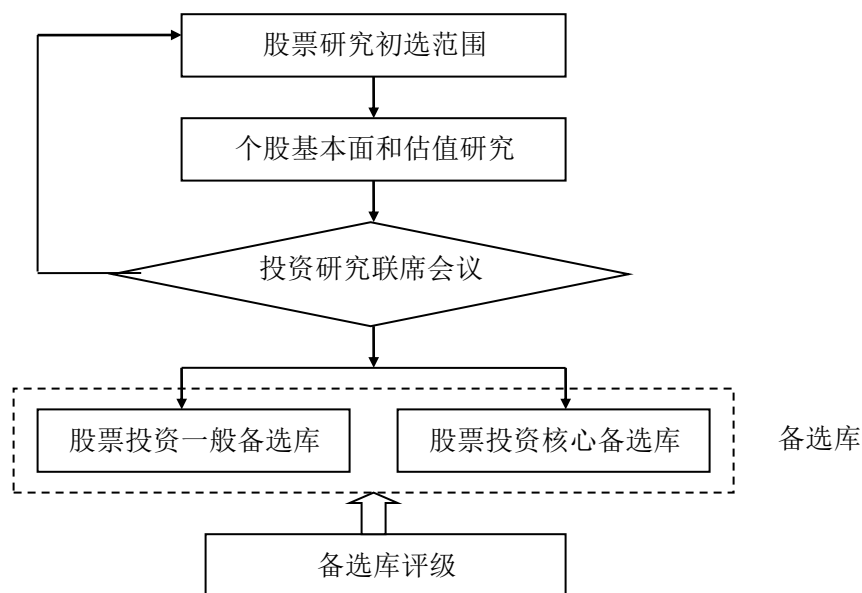 股票研究初选范围
个股基本面和估值研究
投资研究联席会议
股票投资一般备选库
股票投资核心备选库
备选库
备选库评级